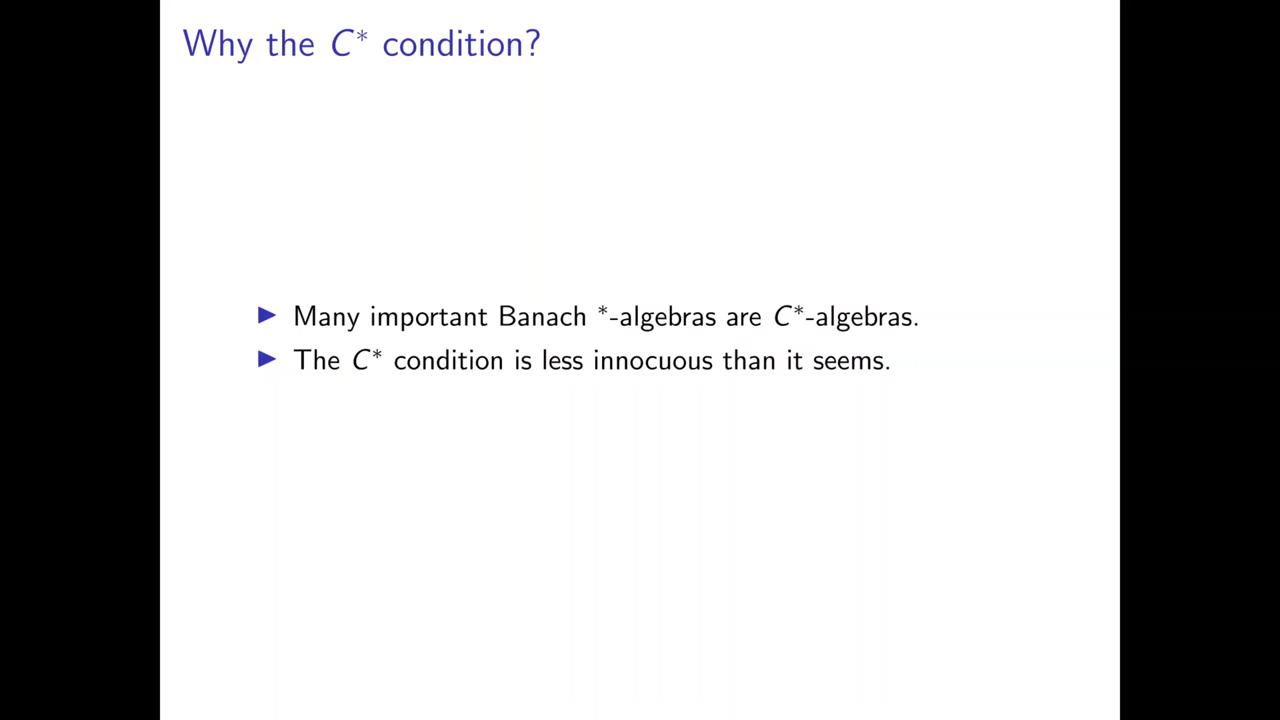 Why the C* condition?
▶ Many important Banach *-algebras are C*-algebras.
▶ The C* condition is less innocuous than it seems.